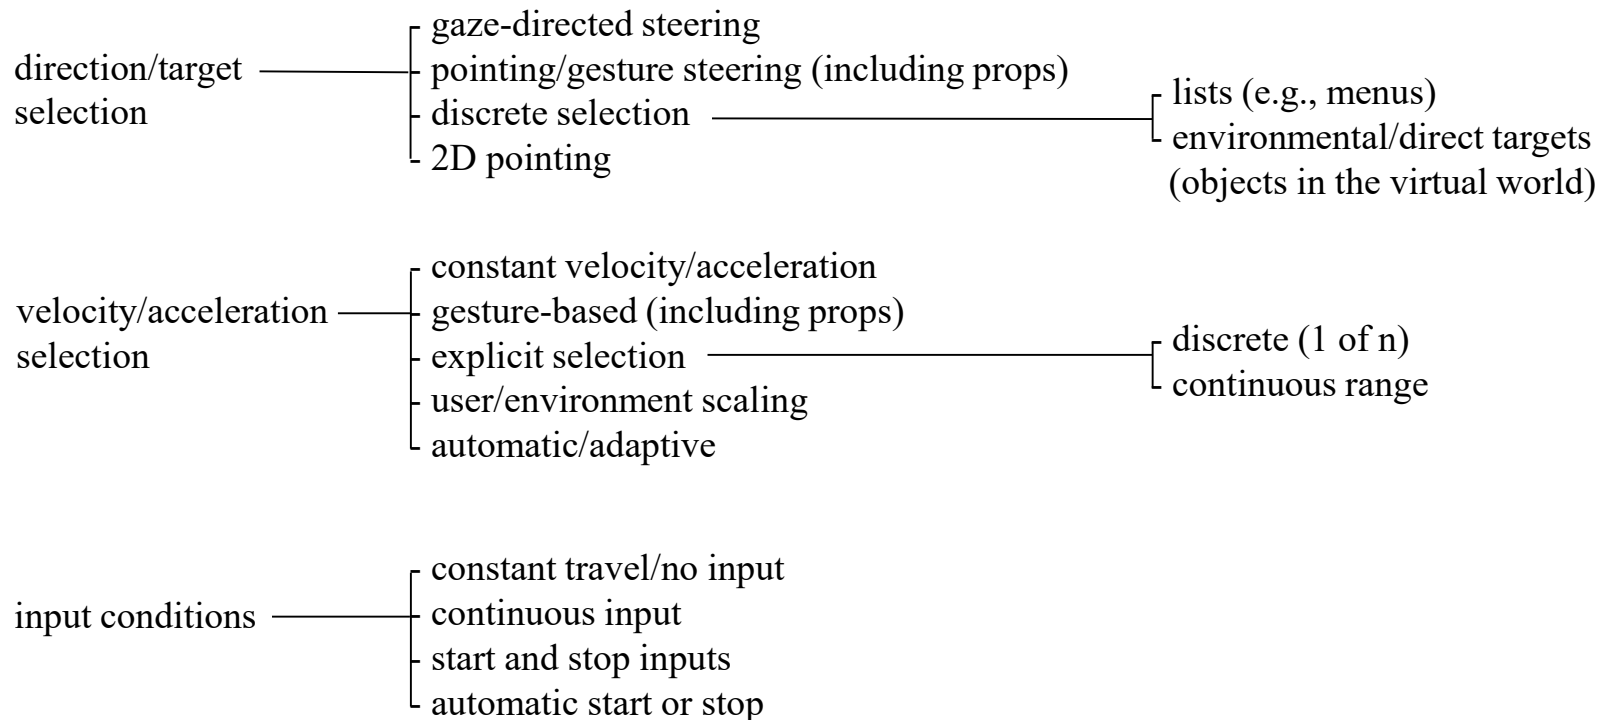 direction/target
selection
gaze-directed steering
pointing/gesture steering (including props)
discrete selection
2D pointing
lists (e.g., menus)
environmental/direct targets
(objects in the virtual world)
velocity/acceleration
selection
constant velocity/acceleration
gesture-based (including props)
explicit selection
user/environment scaling
automatic/adaptive
discrete (1 of n)
continuous range
input conditions
constant travel/no input
continuous input
start and stop inputs
automatic start or stop